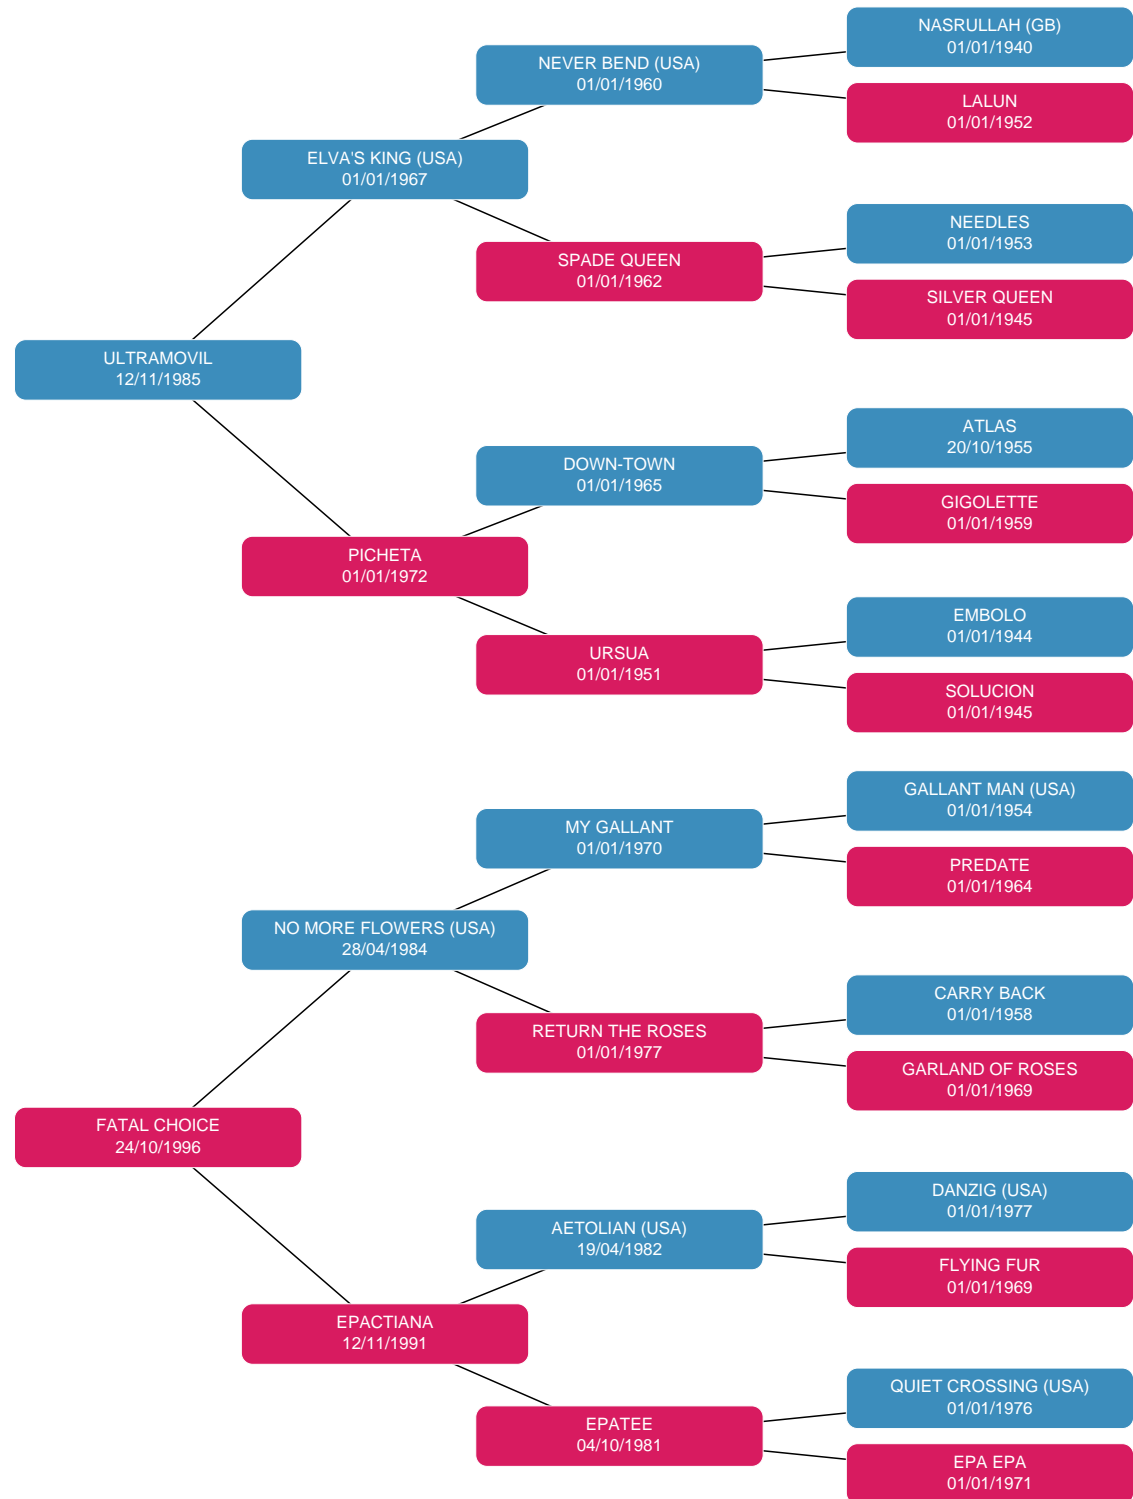 NASRULLAH (GB)
01/01/1940
NEVER BEND (USA)
01/01/1960
LALUN
01/01/1952
ELVA'S KING (USA)
01/01/1967
NEEDLES
01/01/1953
SPADE QUEEN
01/01/1962
SILVER QUEEN
01/01/1945
ULTRAMOVIL
12/11/1985
ATLAS
20/10/1955
DOWN-TOWN
01/01/1965
GIGOLETTE
01/01/1959
PICHETA
01/01/1972
EMBOLO
01/01/1944
URSUA
01/01/1951
SOLUCION
01/01/1945
GALLANT MAN (USA)
01/01/1954
MY GALLANT
01/01/1970
PREDATE
01/01/1964
NO MORE FLOWERS (USA)
28/04/1984
CARRY BACK
01/01/1958
RETURN THE ROSES
01/01/1977
GARLAND OF ROSES
01/01/1969
FATAL CHOICE
24/10/1996
DANZIG (USA)
01/01/1977
AETOLIAN (USA)
19/04/1982
FLYING FUR
01/01/1969
EPACTIANA
12/11/1991
QUIET CROSSING (USA)
01/01/1976
EPATEE
04/10/1981
EPA EPA
01/01/1971